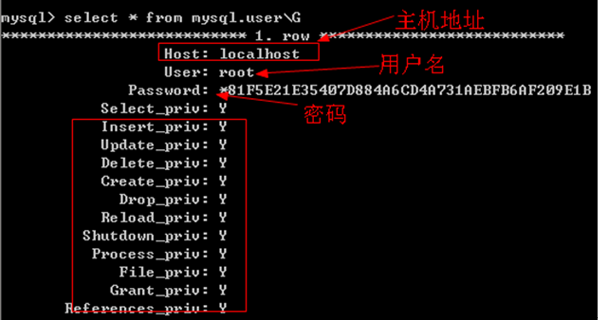 mysql> select * from mysql.user\G
主机地址
*************************** 1. row ***************************
Host: localhost
User: root
用户名
Password: *81F5E21E35407D884A6CD4A731AEBFB6AF209E1B
密码
Select_priv: Y
Insert_priv: Y
Update_priv: Y
Delete_priv: Y
Create_priv: Y
Drop_priv: Y
Reload_priv: Y
Shutdown_priv: Y
Process_priv: Y
File_priv: Y
Grant_priv: Y
References_priv: Y